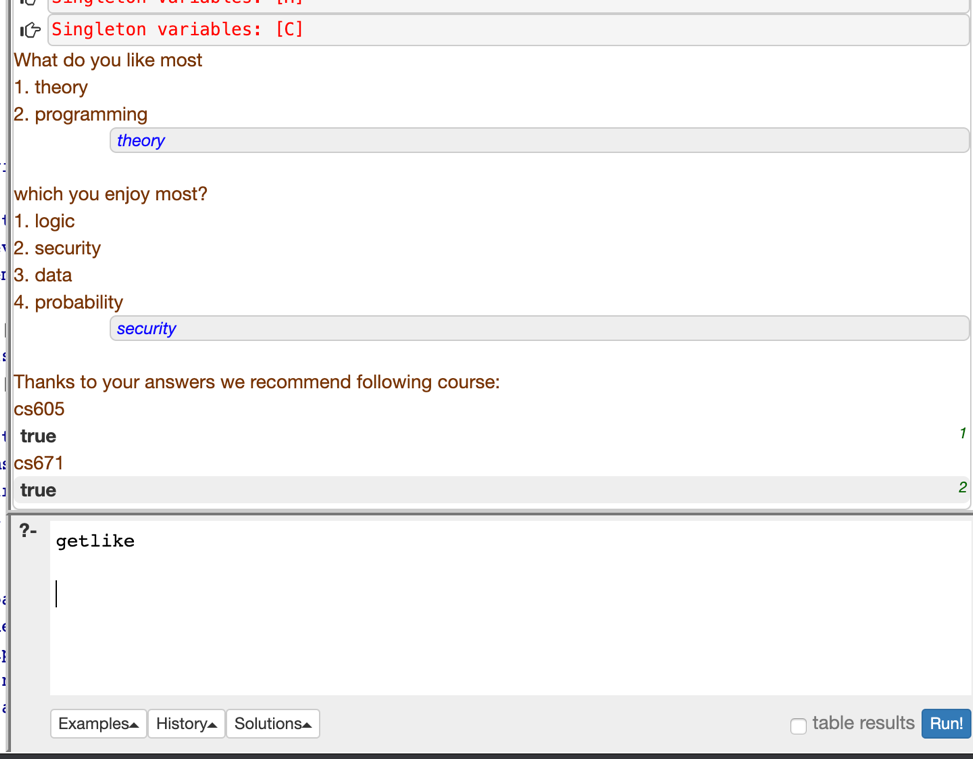 Singleton variables: [C]
What do you like most
1. theory
2. programming
theory
which you enjoy most?
1. logic
2. security
3. data
4. probability
security
Thanks to your answers we recommend following course:
cs605
true 1
cs671
true 2
?- getlike
Examples History Solutions table results Run!